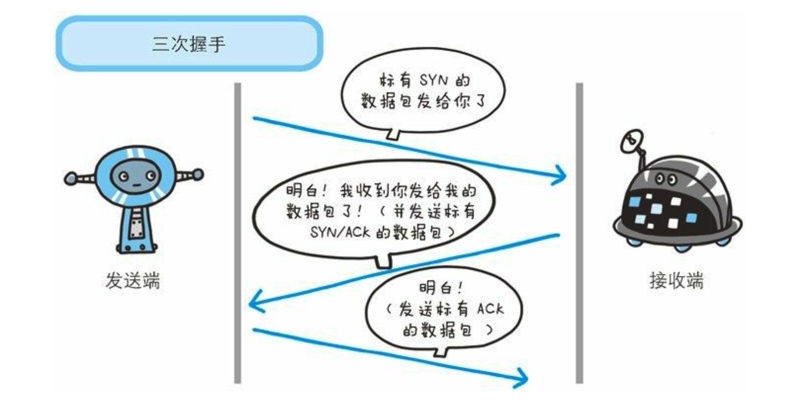 三次握手
标有 SYN 的
数据包发给你了
明白！我收到你发给我的
数据包了！（并发送标有
SYN/ACK 的数据包）
发送端
接收端
明白！
（发送标有 ACK
的数据包 ）